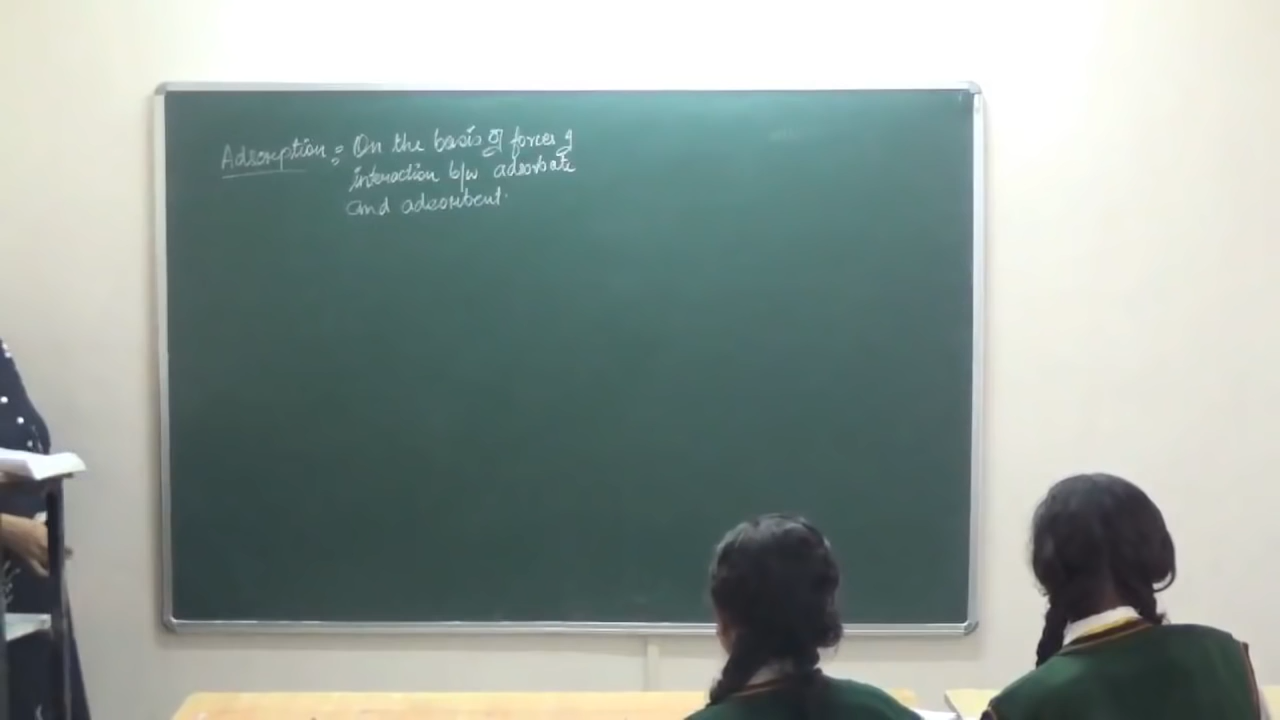 Adsorption :- On the basis of forces of
interaction b/w adsorbate
and adsorbent.